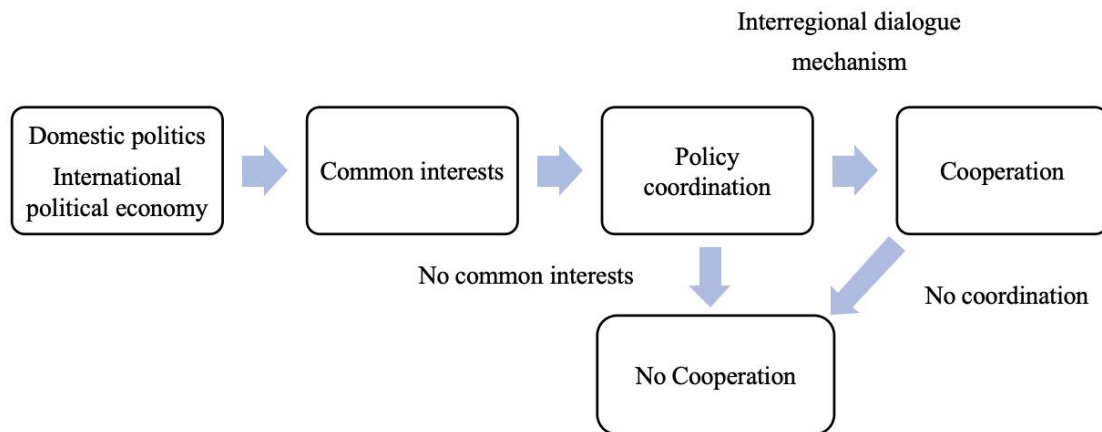 Interregional dialogue
mechanism
Domestic politics
International
political economy
Common interests
Policy
coordination
Cooperation
No common interests
No coordination
No Cooperation